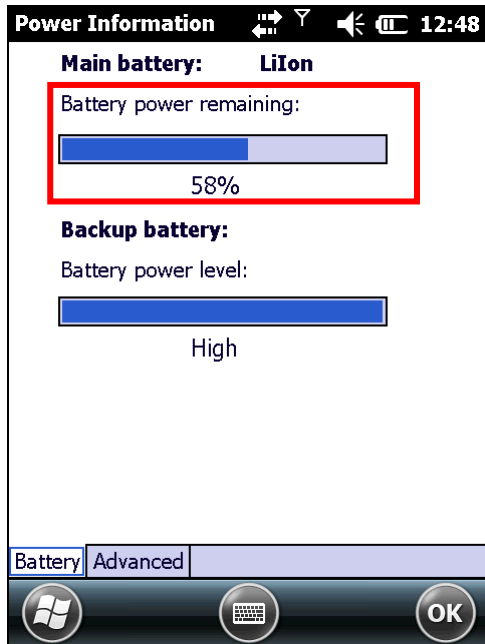 Power Information 12:48
Main battery: LiIon
Battery power remaining:
58%
Backup battery:
Battery power level:
High
Battery Advanced
OK